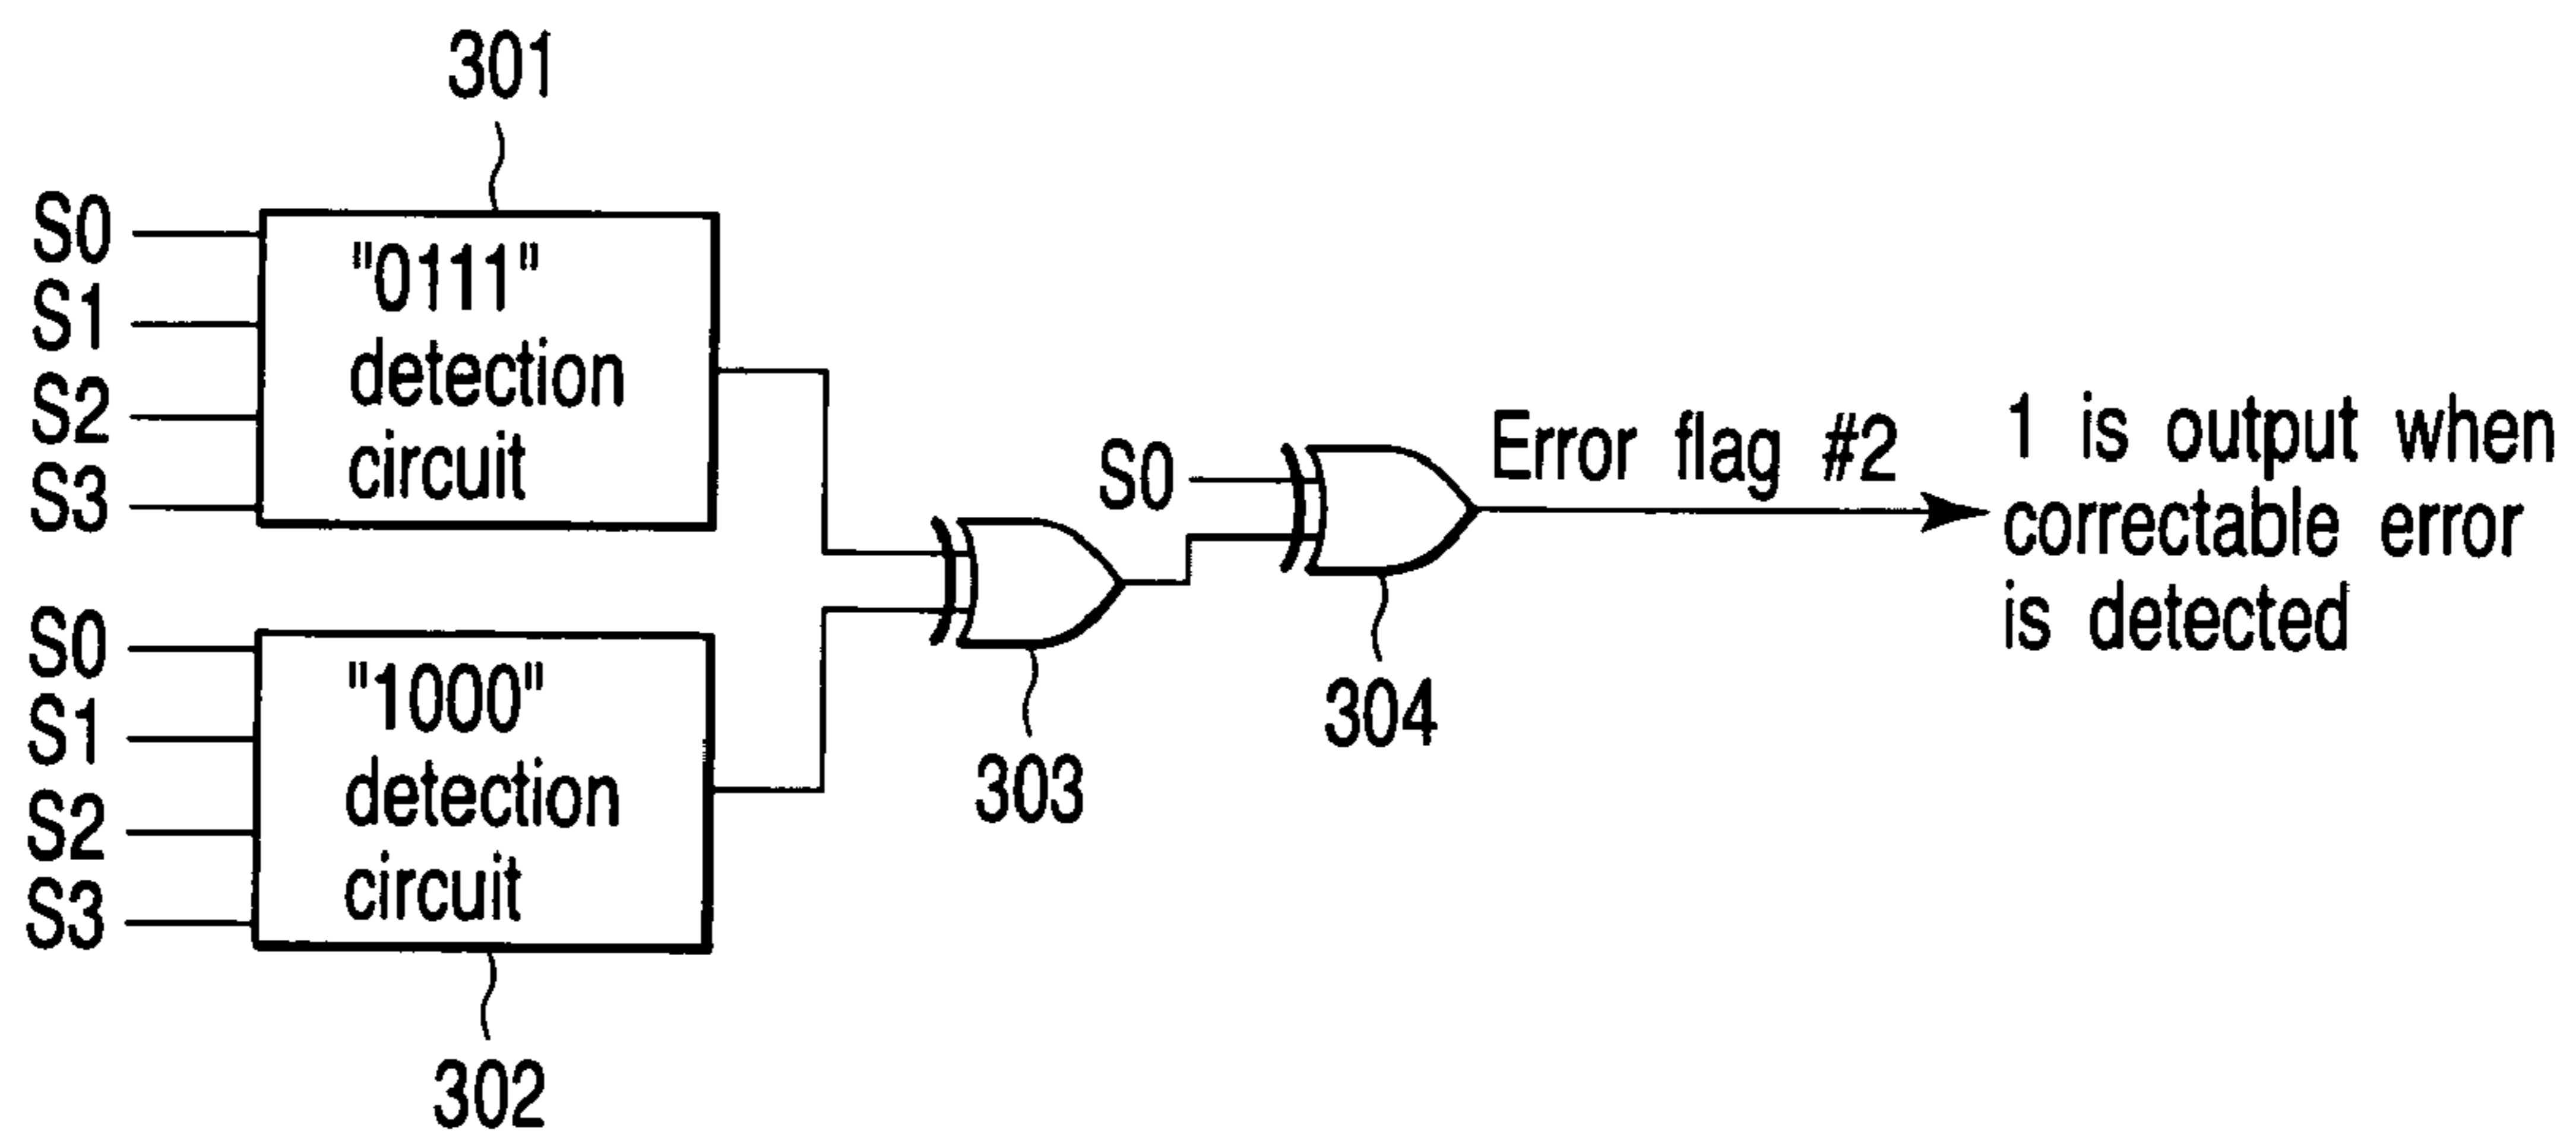 301
S0
S1
S2
S3
"0111"
detection
circuit
S0
S1
S2
S3
"1000"
detection
circuit
302
303
S0
304
Error flag #2
1 is output when
correctable error
is detected